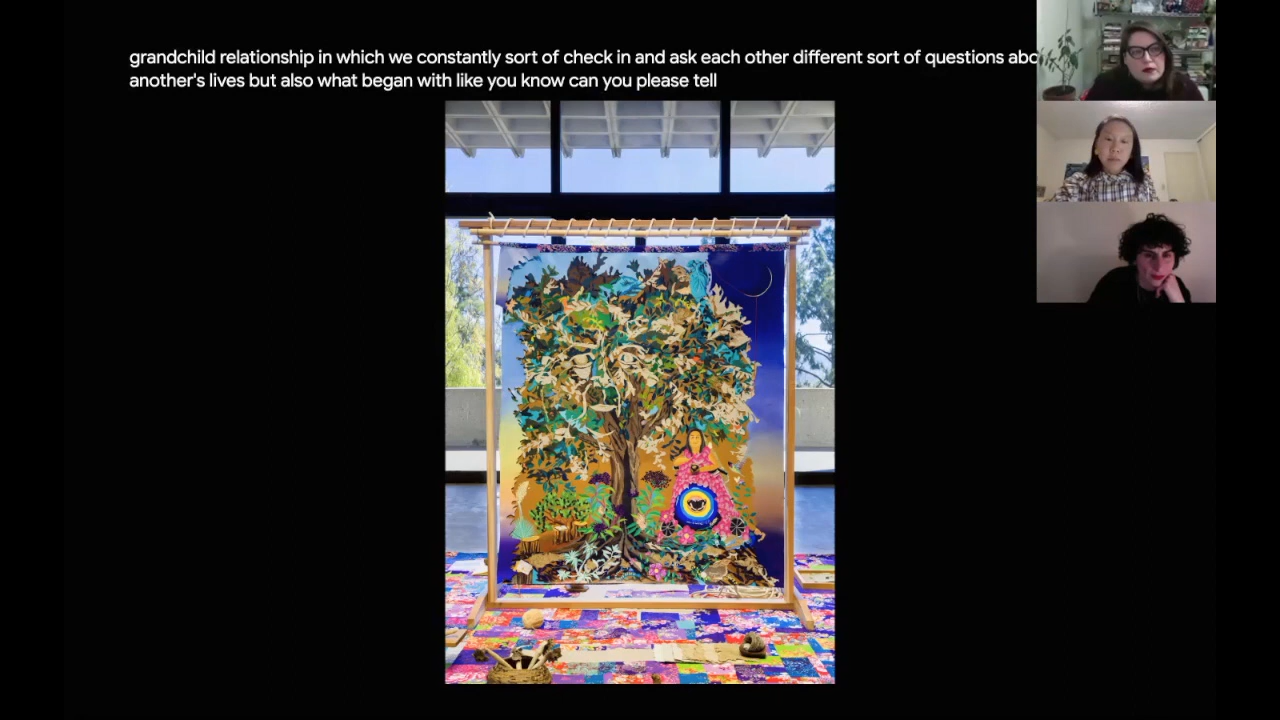 grandchild relationship in which we constantly sort of check in and ask each other different sort of questions abo
another's lives but also what began with like you know can you please tell